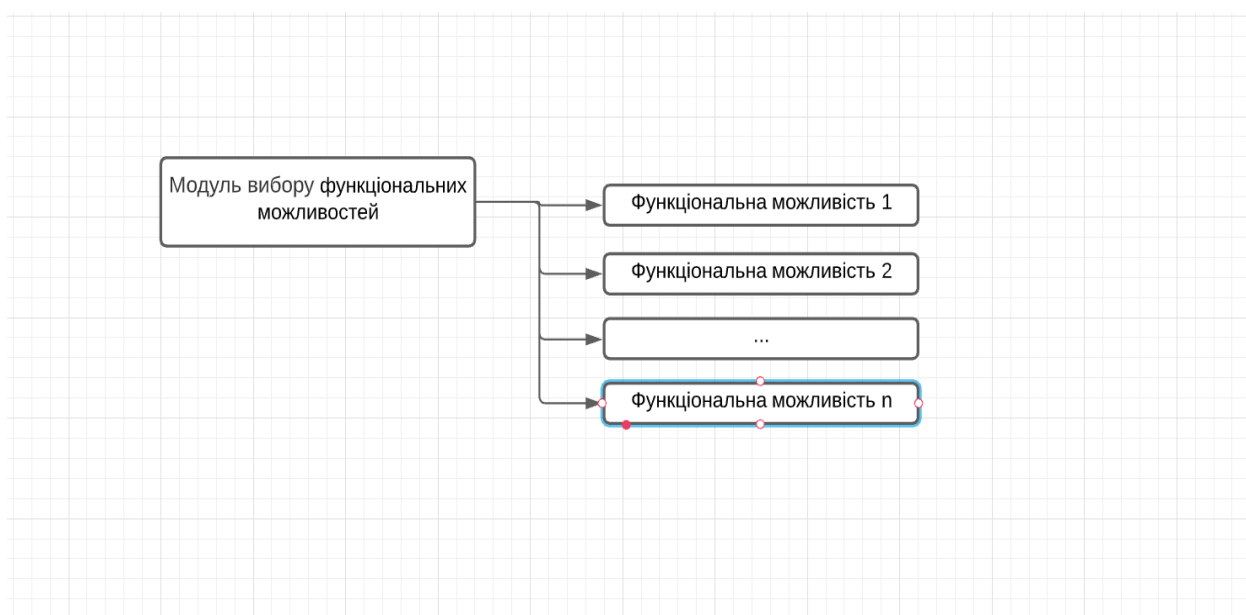 Модуль вибору функціональних
можливостей
Функціональна можливість 1
Функціональна можливість 2
...
Функціональна можливість n